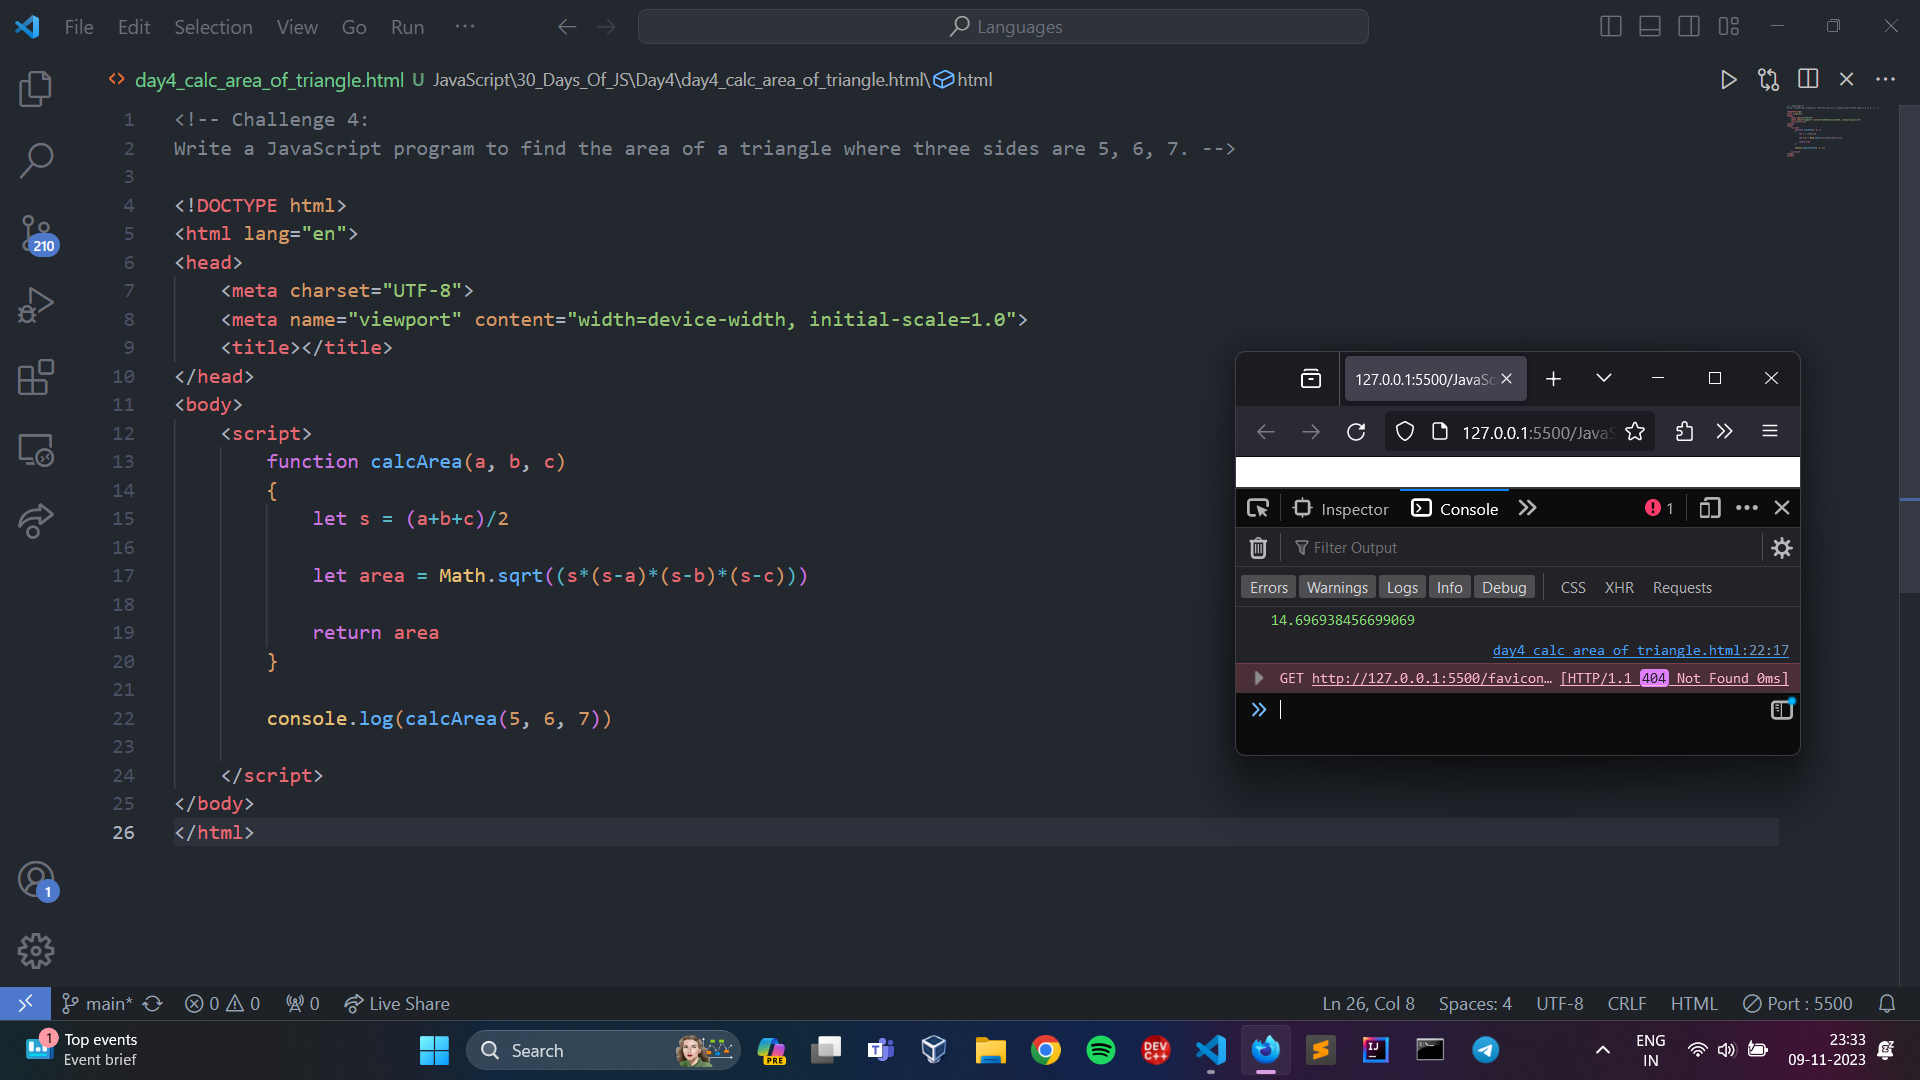 File Edit Selection View Go Run ··· Languages
day4_calc_area_of_triangle.html U JavaScript\30_Days_Of_JS\Day4\day4_calc_area_of_triangle.html\html
1 <!-- Challenge 4:
2 Write a JavaScript program to find the area of a triangle where three sides are 5, 6, 7. -->
3
4 <!DOCTYPE html>
5 <html lang="en">
6 <head>
7 <meta charset="UTF-8">
8 <meta name="viewport" content="width=device-width, initial-scale=1.0">
9 <title></title>
10 </head>
11 <body>
12 <script>
13 function calcArea(a, b, c)
14 {
15 let s = (a+b+c)/2
16
17 let area = Math.sqrt((s*(s-a)*(s-b)*(s-c)))
18
19 return area
20 }
21
22 console.log(calcArea(5, 6, 7))
23
24 </script>
25 </body>
26 </html>
210
1
127.0.0.1:5500/JavaSc
127.0.0.1:5500/JavaS
Inspector Console 1
Filter Output
Errors Warnings Logs Info Debug CSS XHR Requests
14.696938456699069
day4_calc_area_of_triangle.html:22:17
GET http://127.0.0.1:5500/favicon… [HTTP/1.1 404 Not Found 0ms]
main* 0 0 0 Live Share Ln 26, Col 8 Spaces: 4 UTF-8 CRLF HTML Port : 5500
1 Top events
Event brief
Search
PRE
DEV C++
IJ
ENG
IN
23:33
09-11-2023